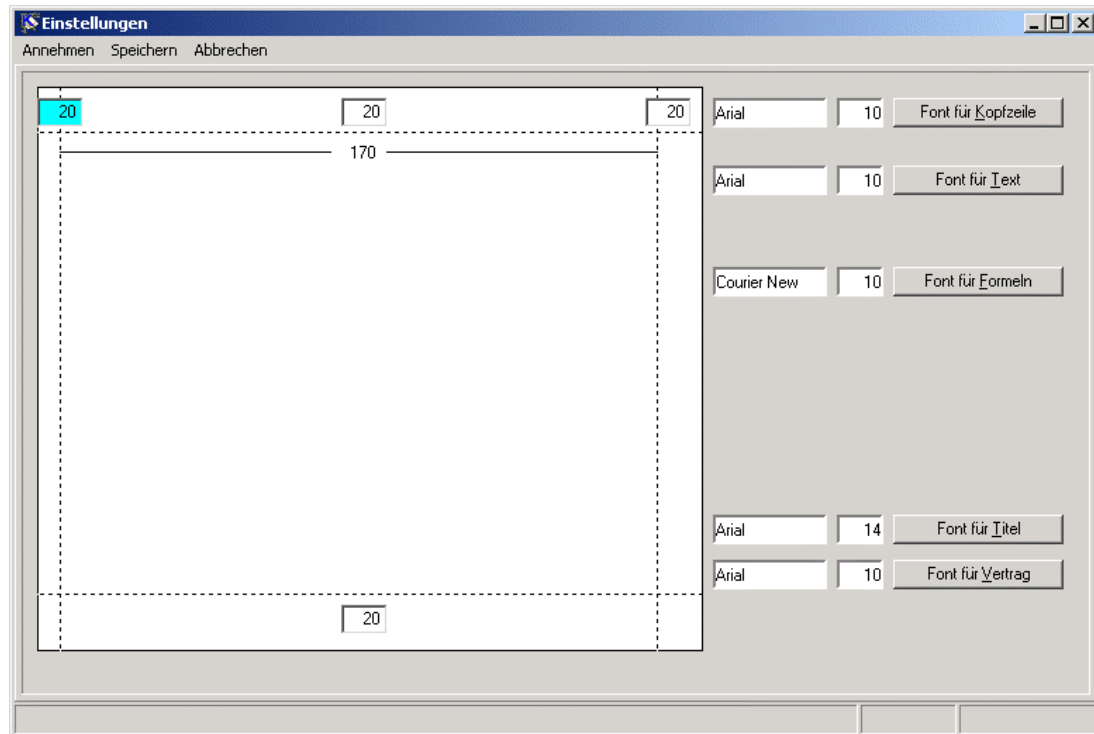 Einstellungen
Annehmen Speichern Abbrechen
20 20 20 Arial 10 Font für Kopfzeile
170
Arial 10 Font für Text
Courier New 10 Font für Formeln
Arial 14 Font für Titel
Arial 10 Font für Vertrag
20